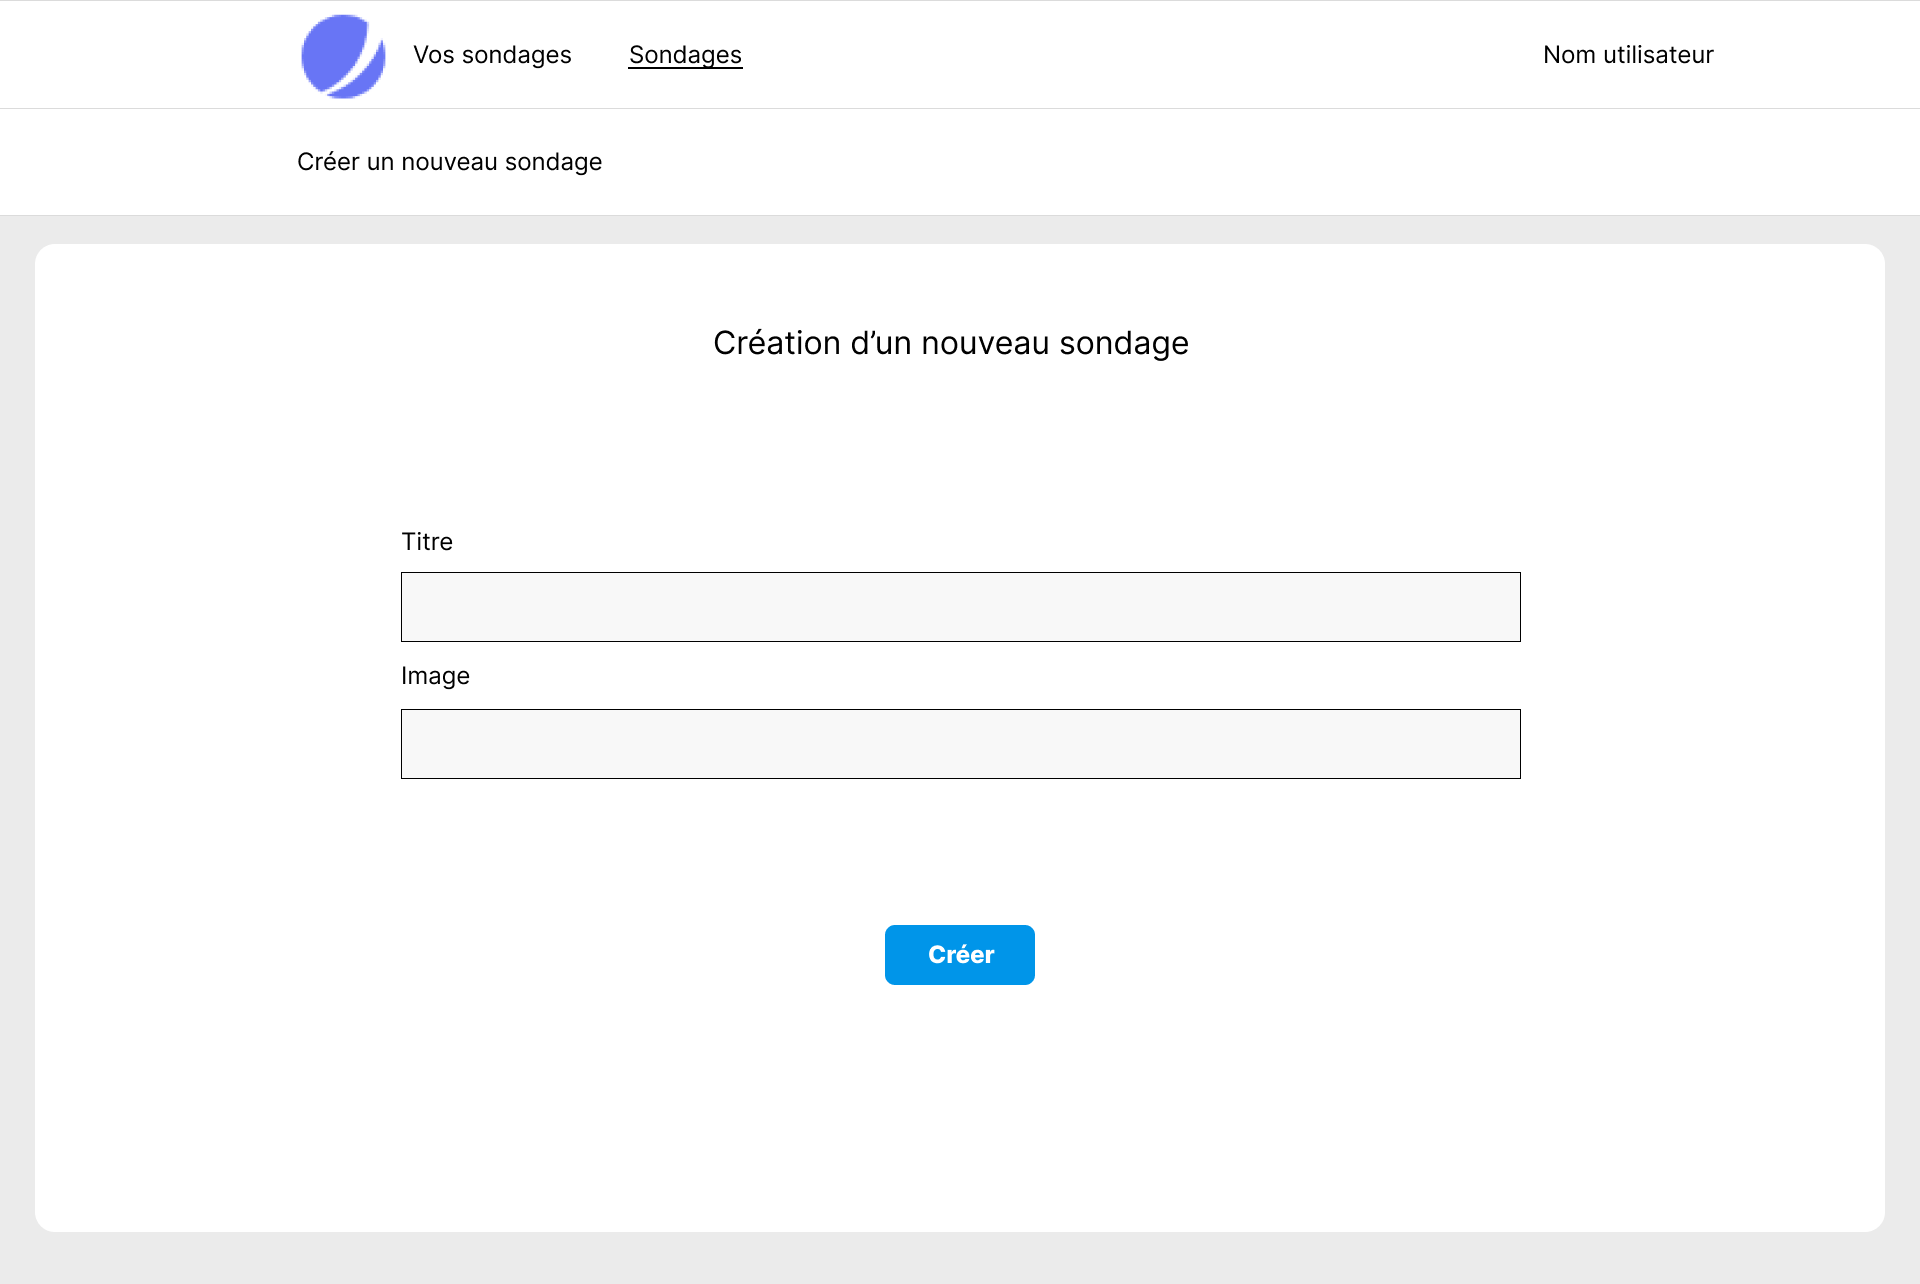 Vos sondages
Sondages
Nom utilisateur
Créer un nouveau sondage
Création d’un nouveau sondage
Titre
Image
Créer